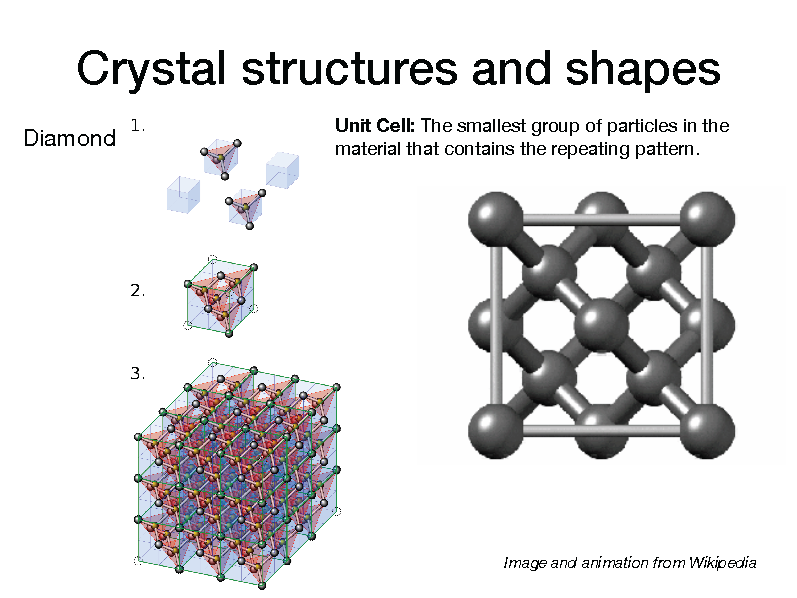 Crystal structures and shapes
Diamond
1.
Unit Cell: The smallest group of particles in the
material that contains the repeating pattern.
2.
3.
Image and animation from Wikipedia